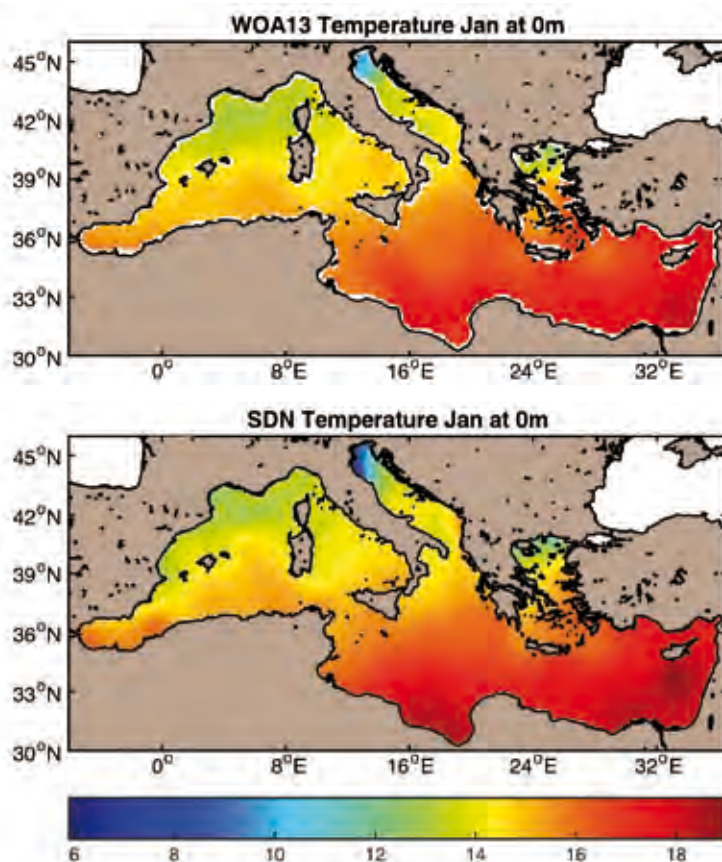 WOA13 Temperature Jan at 0m
45°N
42°N
39°N
36°N
33°N
30°N
0° 8°E 16°E 24°E 32°E
SDN Temperature Jan at 0m
45°N
42°N
39°N
36°N
33°N
30°N
0° 8°E 16°E 24°E 32°E
6 8 10 12 14 16 18